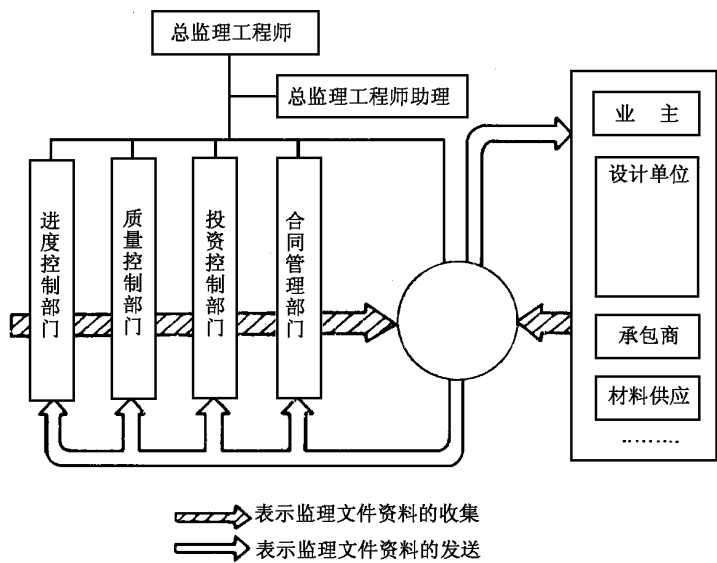 总监理工程师
总监理工程师助理
业 主
设计单位
进度控制部门
质量控制部门
投资控制部门
合同管理部门
承包商
材料供应
………
表示监理文件资料的收集
表示监理文件资料的发送